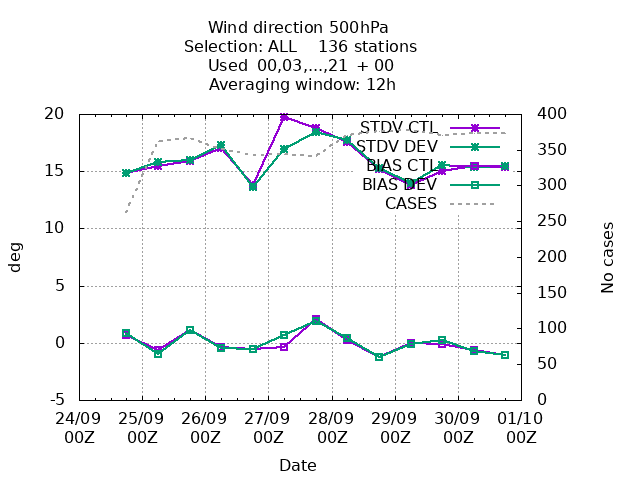 Wind direction 500hPa
Selection: ALL 136 stations
Used 00,03,...,21 + 00
Averaging window: 12h
20
15
10
5
0
-5
deg
400
350
300
250
200
150
100
50
0
No cases
STDV CTL
STDV DEV
BIAS CTL
BIAS DEV
CASES
24/09 25/09 26/09 27/09 28/09 29/09 30/09 01/10
00Z 00Z 00Z 00Z 00Z 00Z 00Z 00Z
Date